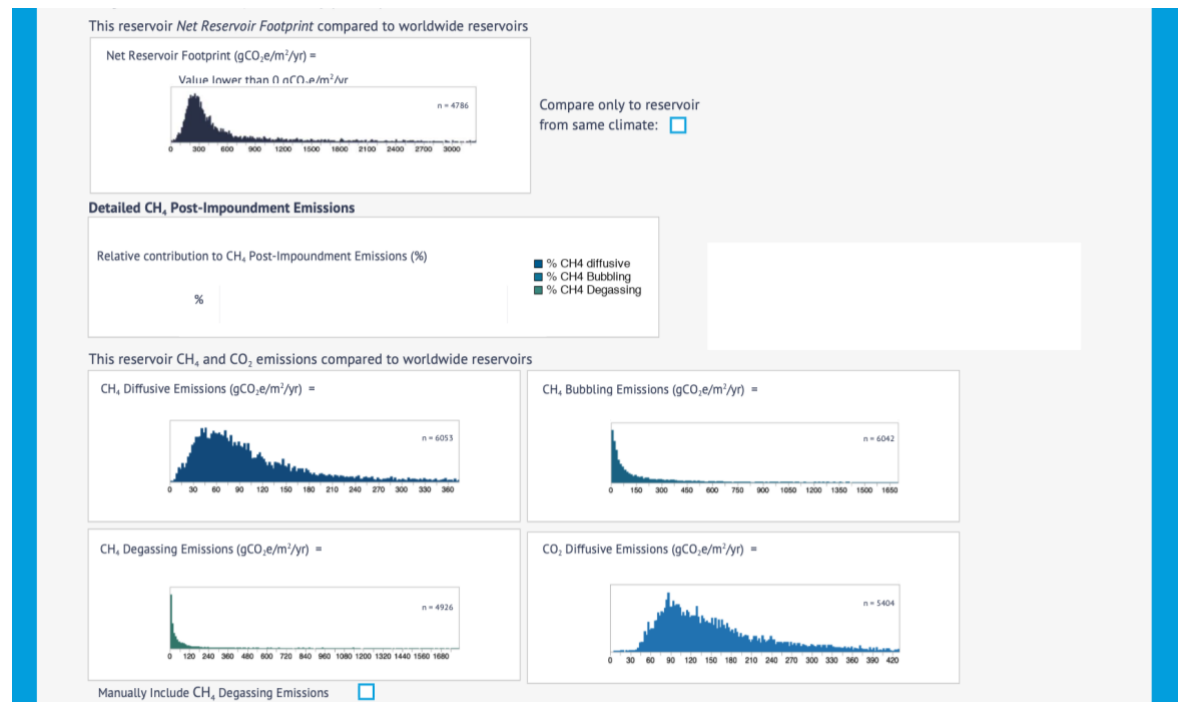 This reservoir Net Reservoir Footprint compared to worldwide reservoirs
Net Reservoir Footprint (gCO₂e/m²/yr) =
Value lower than 0 gCO₂e/m²/yr
n = 4786
0 300 600 900 1200 1500 1800 2100 2400 2700 3000
Compare only to reservoir
from same climate:
Detailed CH₄ Post-Impoundment Emissions
Relative contribution to CH₄ Post-Impoundment Emissions (%)
%
% CH4 diffusive
% CH4 Bubbling
% CH4 Degassing
This reservoir CH₄ and CO₂ emissions compared to worldwide reservoirs
CH₄ Diffusive Emissions (gCO₂e/m²/yr) =
n = 6053
0 30 60 90 120 150 180 210 240 270 300 330 360
CH₄ Bubbling Emissions (gCO₂e/m²/yr) =
n = 6042
0 150 300 450 600 750 900 1050 1200 1350 1500 1650
CH₄ Degassing Emissions (gCO₂e/m²/yr) =
n = 4926
0 120 240 360 480 600 720 840 960 1080 1200 1320 1440 1560 1680
CO₂ Diffusive Emissions (gCO₂e/m²/yr) =
n = 5404
0 30 60 90 120 150 180 210 240 270 300 330 360 390 420
Manually Include CH₄ Degassing Emissions